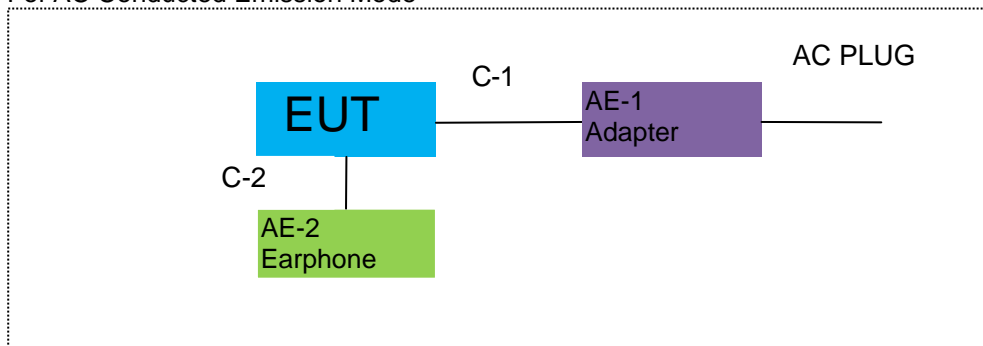 AC PLUG
C-1
EUT
AE-1
Adapter
C-2
AE-2
Earphone